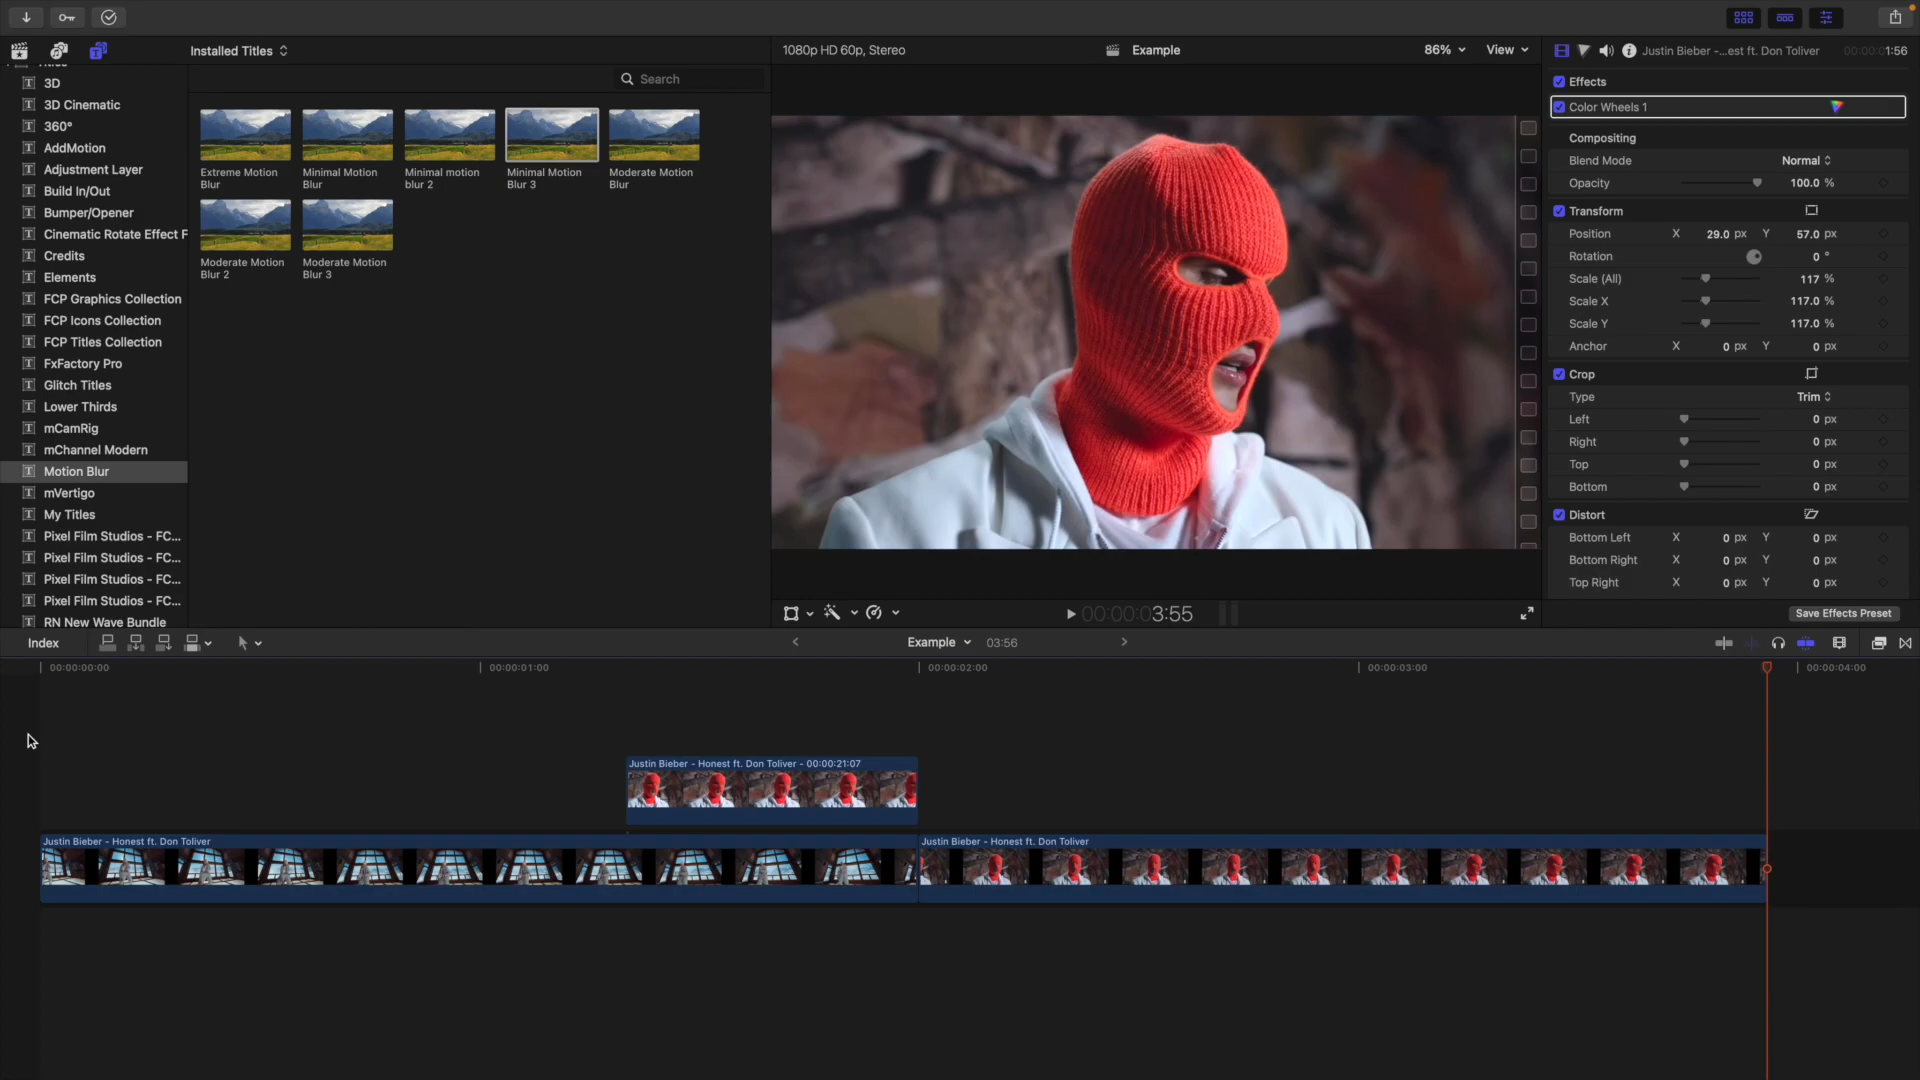 Installed Titles
1080p HD 60p, Stereo
Example
86%
View
Justin Bieber -...est ft. Don Toliver
00:00:01:56
Search
3D
3D Cinematic
360°
AddMotion
Adjustment Layer
Build In/Out
Bumper/Opener
Cinematic Rotate Effect F
Credits
Elements
FCP Graphics Collection
FCP Icons Collection
FCP Titles Collection
FxFactory Pro
Glitch Titles
Lower Thirds
mCamRig
mChannel Modern
Motion Blur
mVertigo
My Titles
Pixel Film Studios - FC...
Pixel Film Studios - FC...
Pixel Film Studios - FC...
Pixel Film Studios - FC...
RN New Wave Bundle
Extreme Motion
Blur
Minimal Motion
Blur
Minimal motion
blur 2
Minimal Motion
Blur 3
Moderate Motion
Blur
Moderate Motion
Blur 2
Moderate Motion
Blur 3
Effects
Color Wheels 1
Compositing
Blend Mode Normal
Opacity 100.0 %
Transform
Position X 29.0 px Y 57.0 px
Rotation 0 °
Scale (All) 117 %
Scale X 117.0 %
Scale Y 117.0 %
Anchor X 0 px Y 0 px
Crop
Type Trim
Left 0 px
Right 0 px
Top 0 px
Bottom 0 px
Distort
Bottom Left X 0 px Y 0 px
Bottom Right X 0 px Y 0 px
Top Right X 0 px Y 0 px
Save Effects Preset
00:00:03:55
Index
Example
03:56
00:00:00:00
00:00:01:00
00:00:02:00
00:00:03:00
00:00:04:00
Justin Bieber - Honest ft. Don Toliver - 00:00:21:07
Justin Bieber - Honest ft. Don Toliver
Justin Bieber - Honest ft. Don Toliver